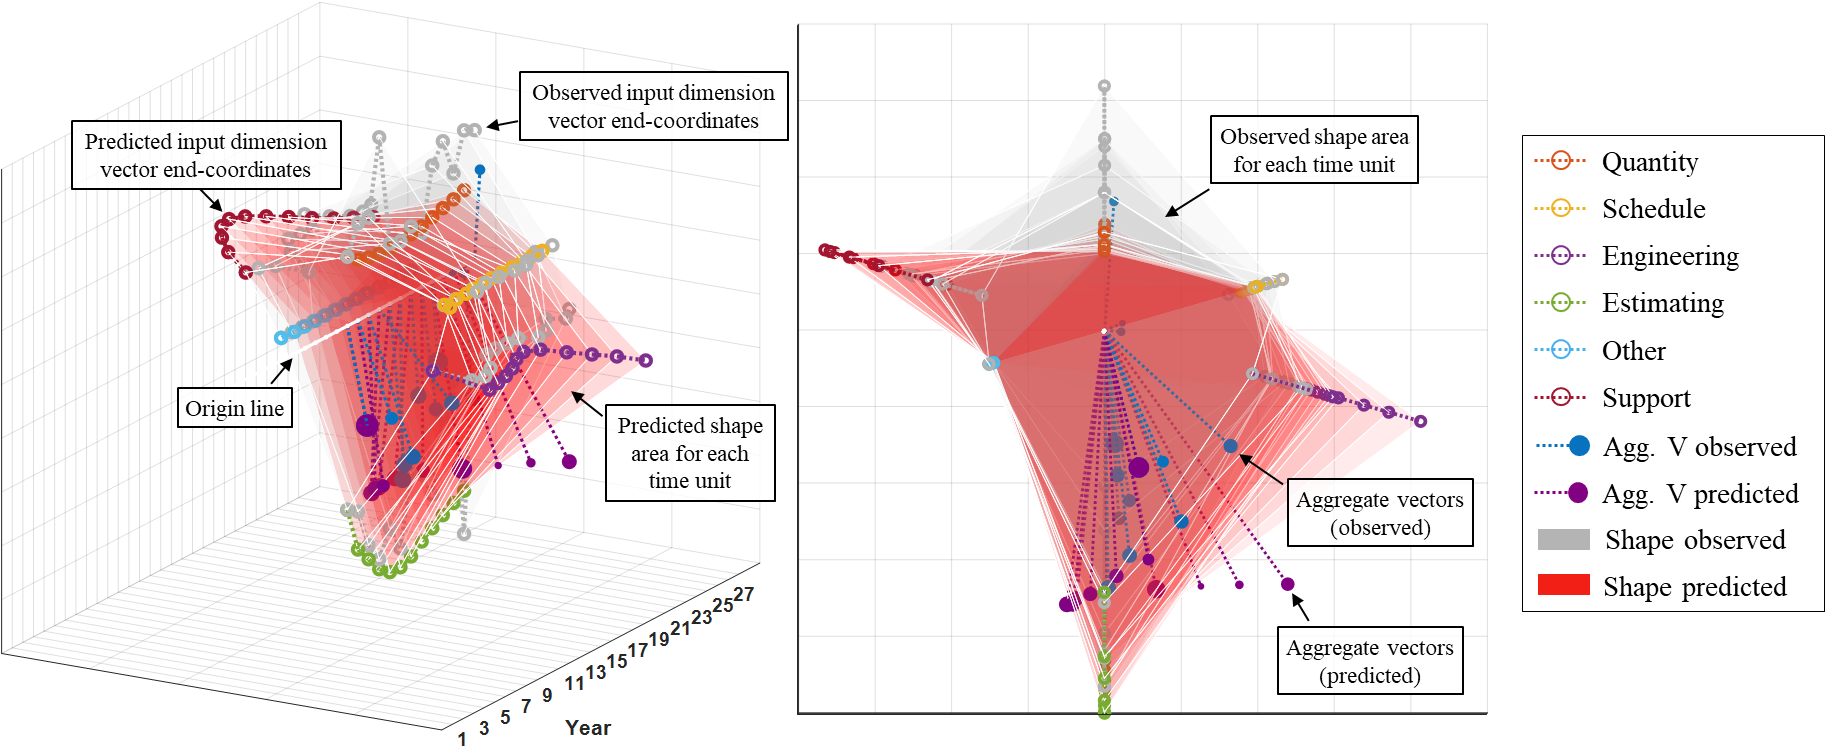 Observed input dimension
vector end-coordinates
Predicted input dimension
vector end-coordinates
Origin line
Predicted shape
area for each
time unit
1
3
5
7
9
11
13
15
17
19
21
23
25
27
Year
Observed shape area
for each time unit
Aggregate vectors
(observed)
Aggregate vectors
(predicted)
Quantity
Schedule
Engineering
Estimating
Other
Support
Agg. V observed
Agg. V predicted
Shape observed
Shape predicted